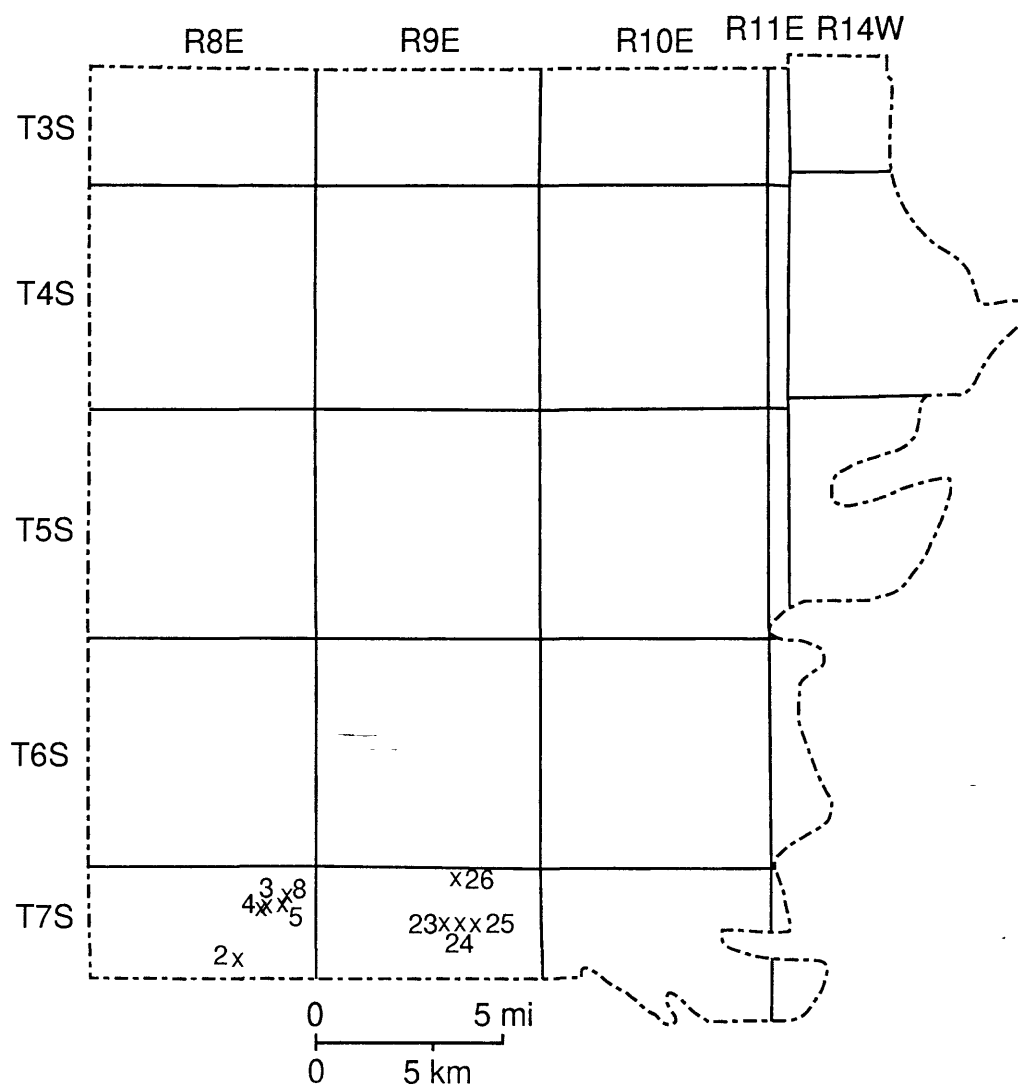 R8E R9E R10E R11E R14W
T3S
T4S
T5S
T6S
x26
3 x8
4xxx
T7S
5
23xxx25
24
2x
0 5 mi
0 5 km